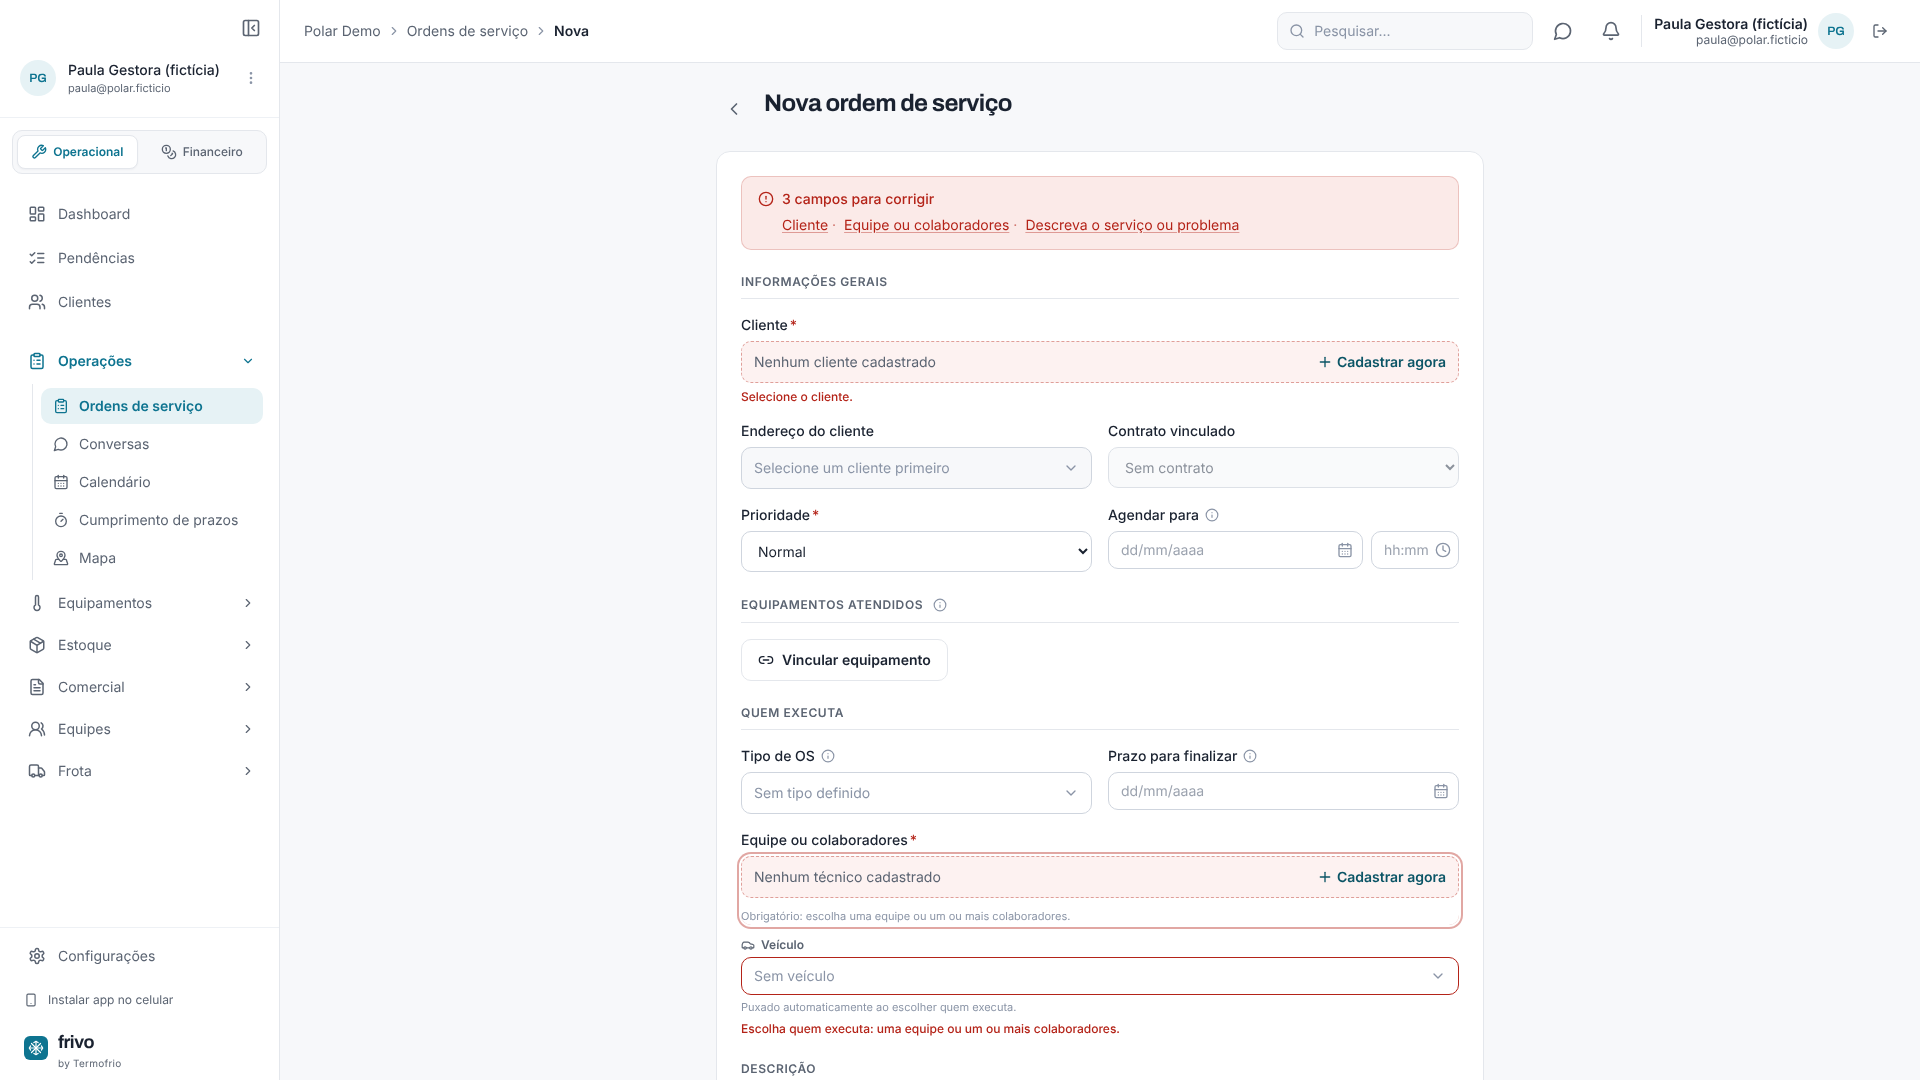 Polar Demo
Ordens de serviço
Nova
Pesquisar...
Paula Gestora (fictícia)
paula@polar.ficticio
PG
PG
Paula Gestora (fictícia)
paula@polar.ficticio
Operacional
Financeiro
Dashboard
Pendências
Clientes
Operações
Ordens de serviço
Conversas
Calendário
Cumprimento de prazos
Mapa
Equipamentos
Estoque
Comercial
Equipes
Frota
Configurações
Instalar app no celular
frivo
by Termofrio
Nova ordem de serviço
3 campos para corrigir
Cliente · Equipe ou colaboradores · Descreva o serviço ou problema
INFORMAÇÕES GERAIS
Cliente*
Nenhum cliente cadastrado
+ Cadastrar agora
Selecione o cliente.
Endereço do cliente
Contrato vinculado
Selecione um cliente primeiro
Sem contrato
Prioridade*
Agendar para
Normal
dd/mm/aaaa
hh:mm
EQUIPAMENTOS ATENDIDOS
Vincular equipamento
QUEM EXECUTA
Tipo de OS
Prazo para finalizar
Sem tipo definido
dd/mm/aaaa
Equipe ou colaboradores*
Nenhum técnico cadastrado
+ Cadastrar agora
Obrigatório: escolha uma equipe ou um ou mais colaboradores.
Veículo
Sem veículo
Puxado automaticamente ao escolher quem executa.
Escolha quem executa: uma equipe ou um ou mais colaboradores.
DESCRIÇÃO